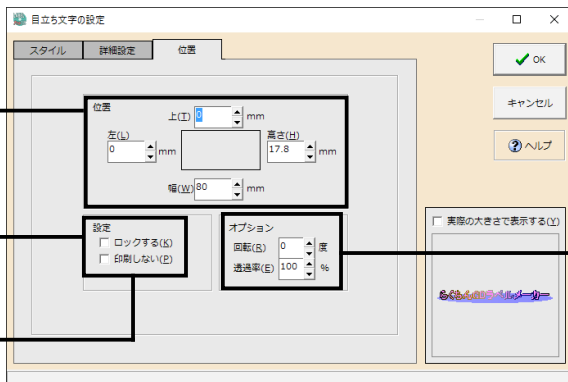 目立ち文字の設定
スタイル 詳細設定 位置
OK
キャンセル
ヘルプ
位置
上(T) 0 mm
左(L) 高さ(H)
0 mm 17.8 mm
幅(W) 80 mm
設定
ロックする(K)
印刷しない(P)
オプション
回転(R) 0 度
透過率(E) 100 %
実際の大きさで表示する(Y)